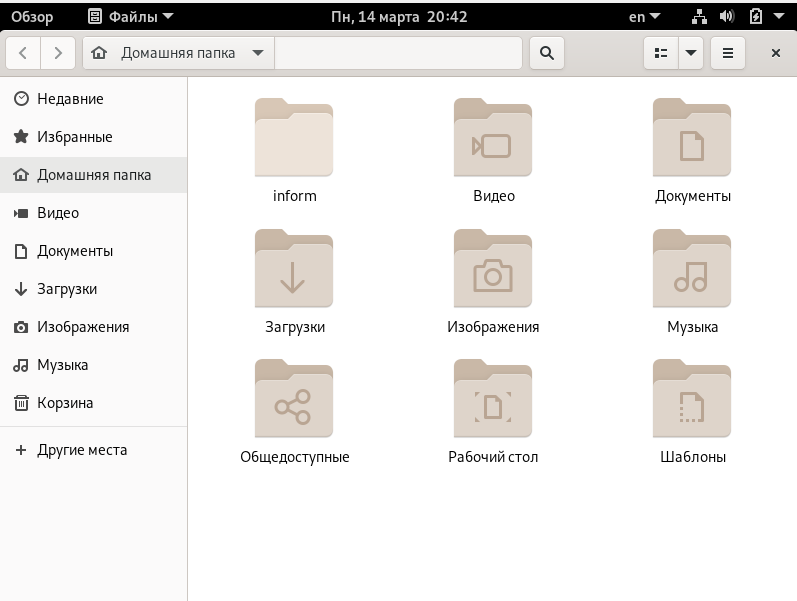 Обзор Файлы Пн, 14 марта 20:42 en
Домашняя папка
Недавние
Избранные
Домашняя папка
Видео
Документы
Загрузки
Изображения
Музыка
Корзина
Другие места
inform Видео Документы
Загрузки Изображения Музыка
Общедоступные Рабочий стол Шаблоны